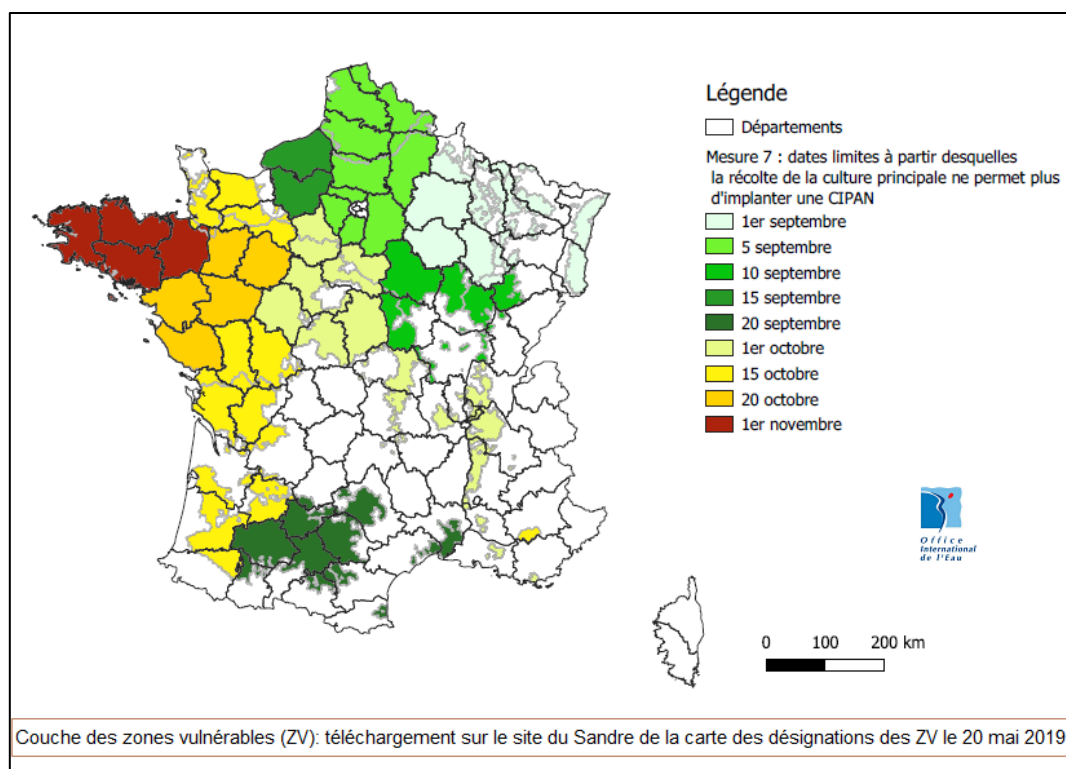 Légende
Départements
Mesure 7 : dates limites à partir desquelles
la récolte de la culture principale ne permet plus
d'implanter une CIPAN
1er septembre
5 septembre
10 septembre
15 septembre
20 septembre
1er octobre
15 octobre
20 octobre
1er novembre
Office
International
de l'Eau
0 100 200 km
Couche des zones vulnérables (ZV): téléchargement sur le site du Sandre de la carte des désignations des ZV le 20 mai 2019